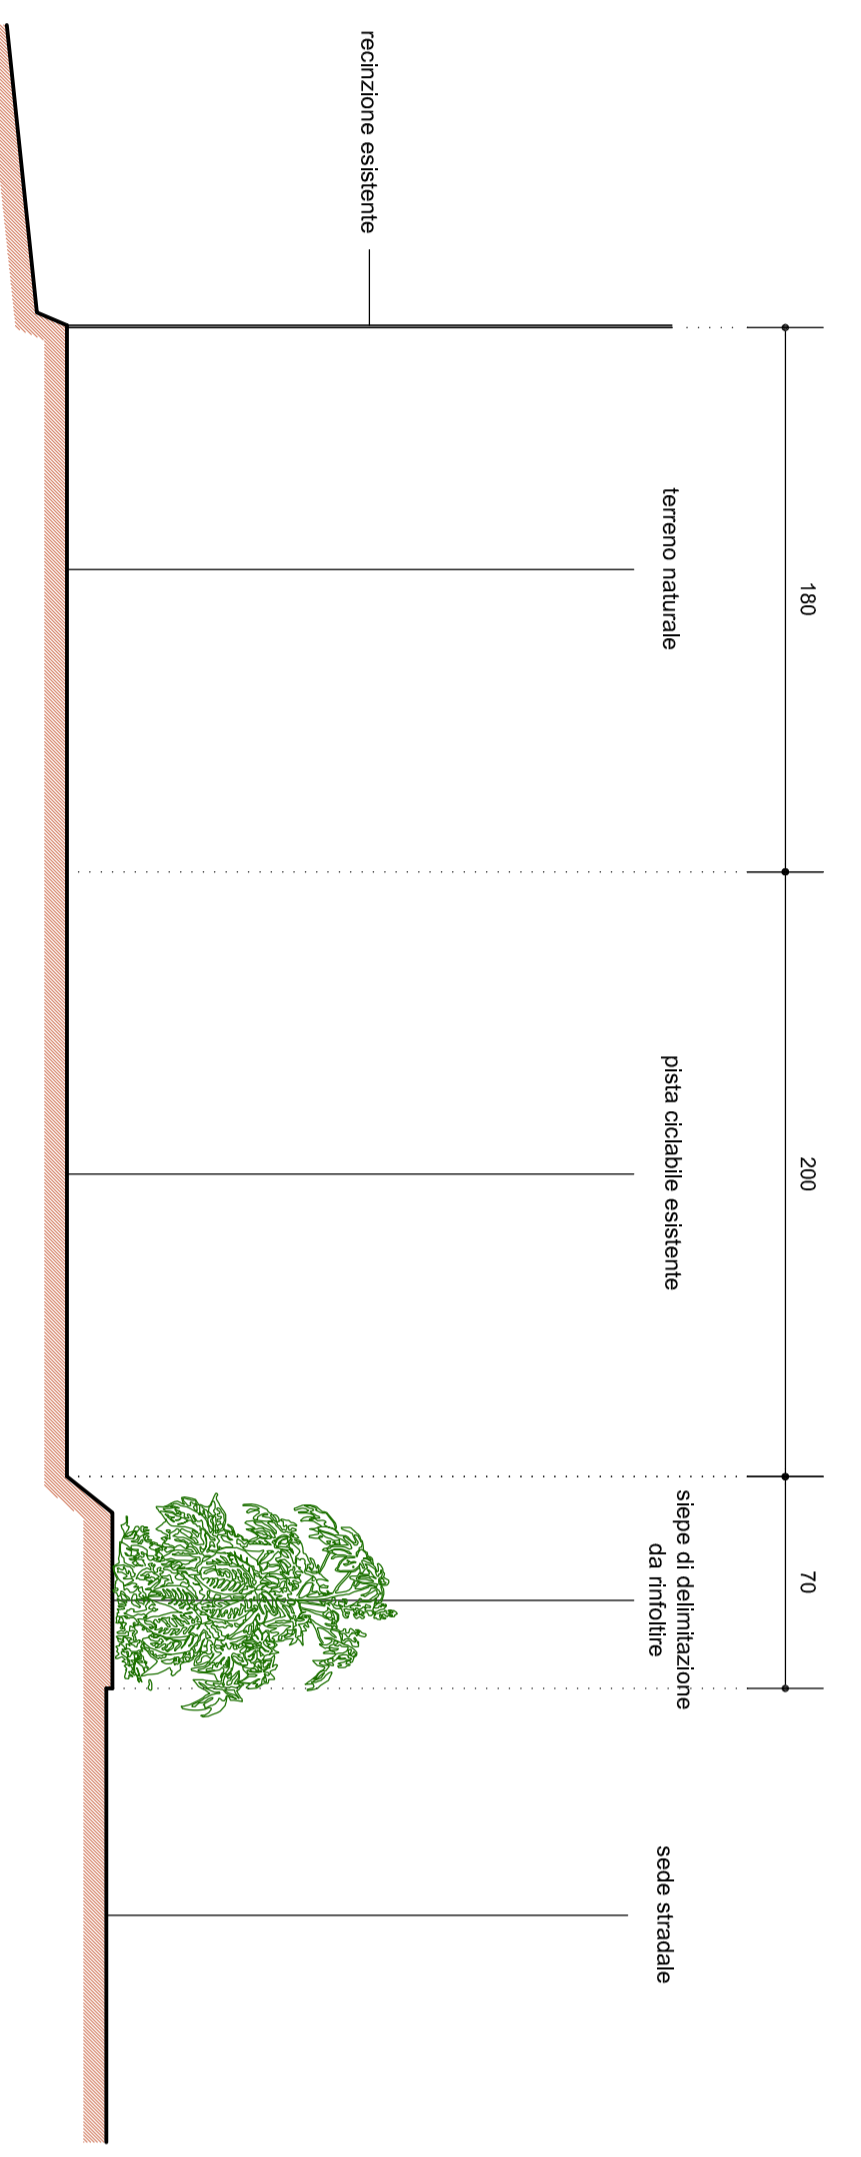 recinzione esistente
terreno naturale
180
pista ciclabile esistente
200
siepe di delimitazione
da rinfoltire
70
sede stradale